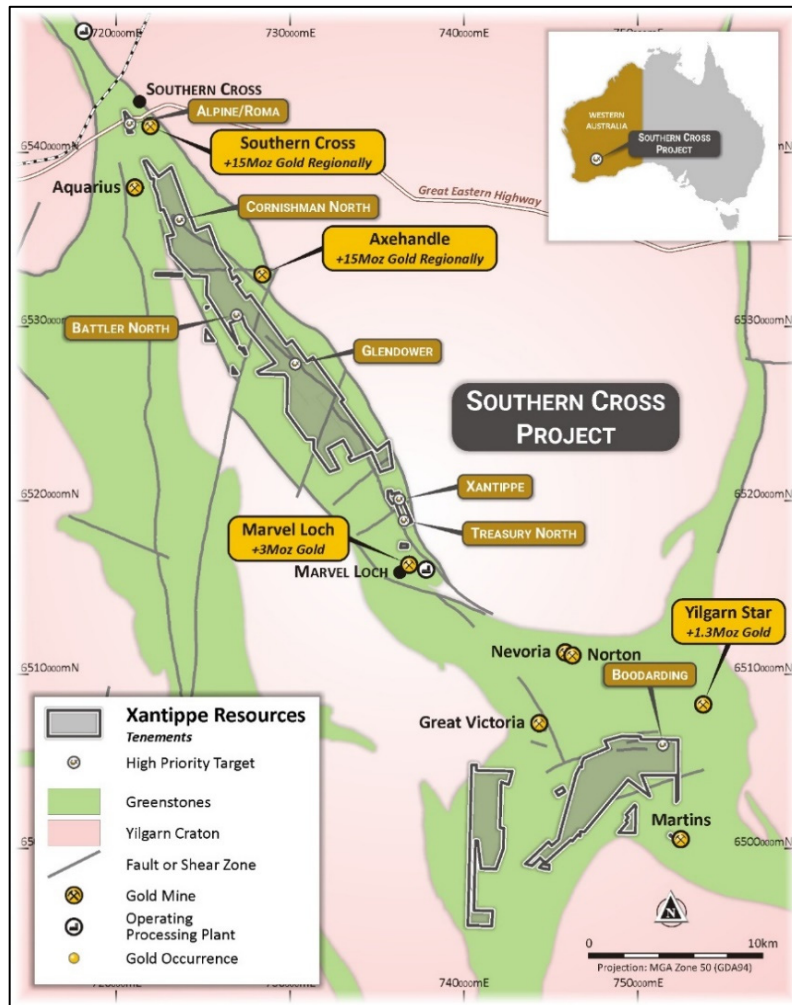 720000mE
730000mE
740000mE
750000mE
SOUTHERN CROSS
ALPINE/ROMA
Southern Cross
+15Moz Gold Regionally
6540000mN
Aquarius
CORNISHMAN NORTH
Great Eastern Highway
WESTERN
AUSTRALIA
SOUTHERN CROSS
PROJECT
Axehandle
+15Moz Gold Regionally
6530000mN
6530000mN
BATTLER NORTH
GLENDOWER
SOUTHERN CROSS
PROJECT
6520000mN
6520000mN
XANTIPPE
TREASURY NORTH
Marvel Loch
+3Moz Gold
MARVEL LOCH
Yilgarn Star
+1.3Moz Gold
Nevoria
Norton
6510000mN
6510000mN
BOODARDING
Great Victoria
Martins
6500000mN
Xantippe Resources
Tenements
High Priority Target
Greenstones
Yilgarn Craton
Fault or Shear Zone
Gold Mine
Operating
Processing Plant
Gold Occurrence
N
0
10km
Projection: MGA Zone 50 (GDA94)
740000mE
750000mE